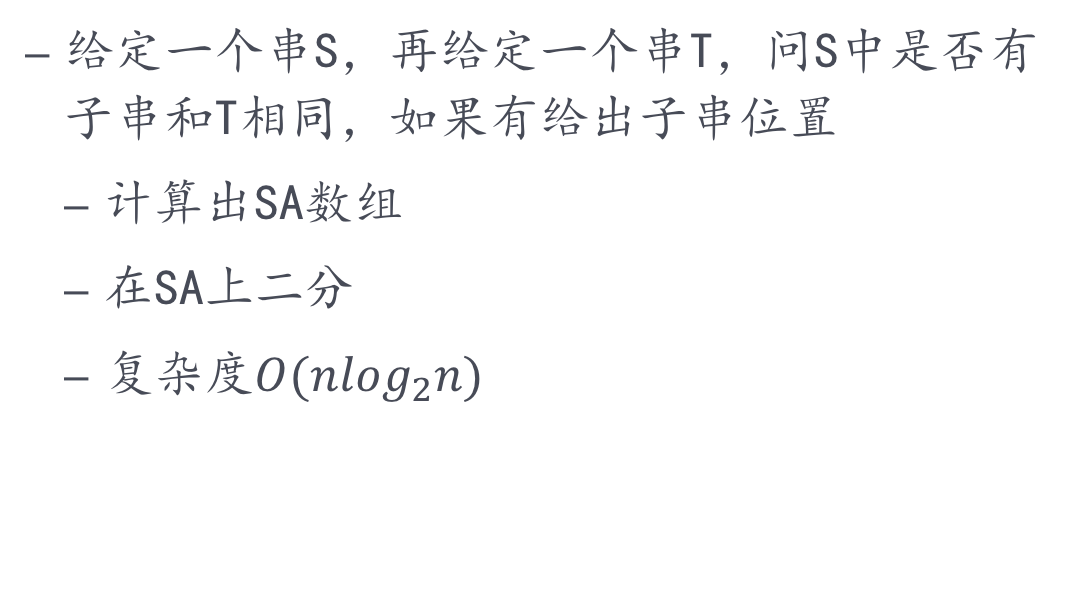 – 给定一个串S，再给定一个串T，问S中是否有
子串和T相同，如果有给出子串位置
– 计算出SA数组
– 在SA上二分
– 复杂度O(nlog₂n)